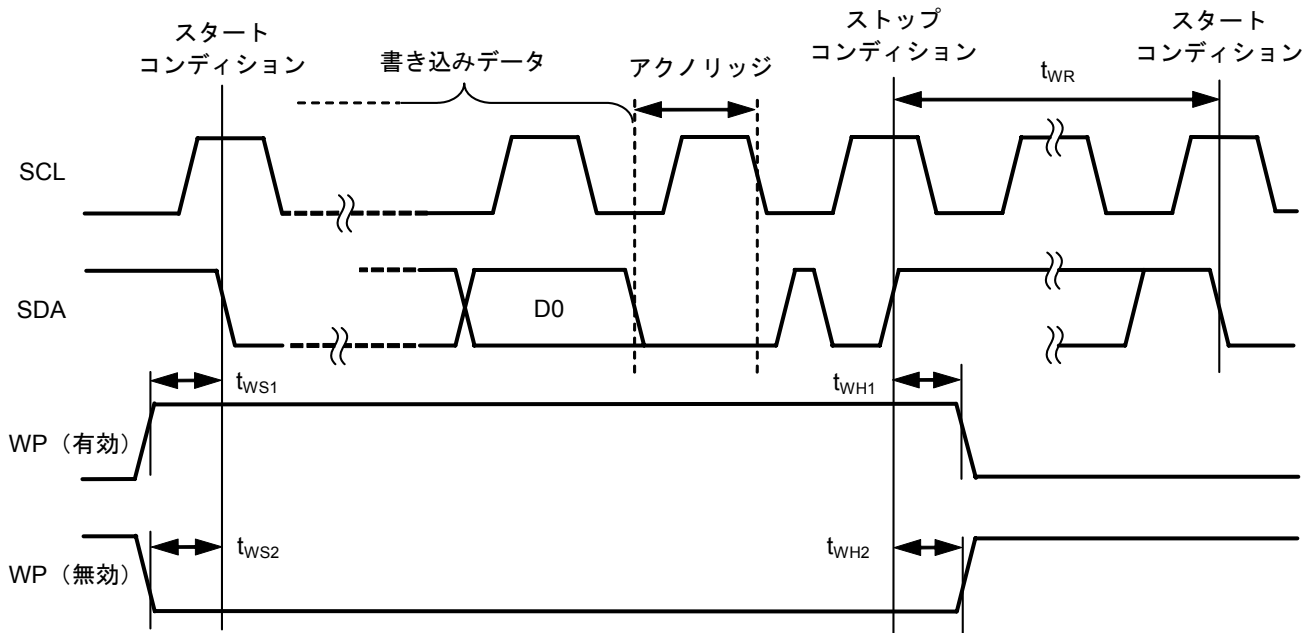 スタート
コンディション
書き込みデータ
アクノリッジ
ストップ
コンディション
スタート
コンディション
tWR
SCL
SDA
D0
tWS1
tWH1
WP（有効）
tWS2
tWH2
WP（無効）